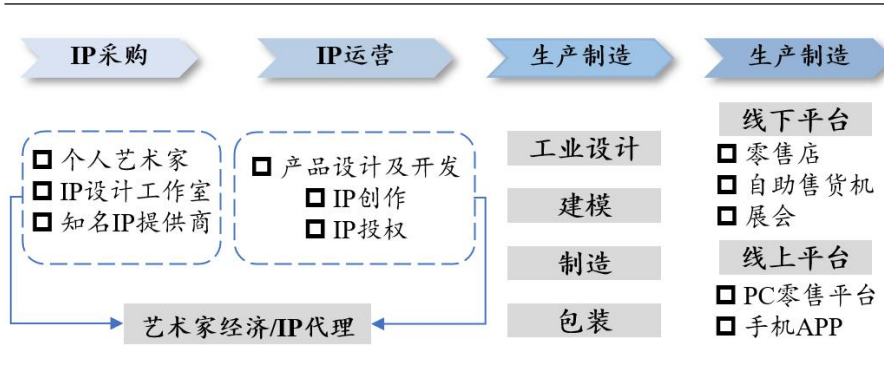 IP采购
IP运营
生产制造
生产制造
个人艺术家
IP设计工作室
知名IP提供商
产品设计及开发
IP创作
IP授权
艺术家经济/IP代理
工业设计
建模
制造
包装
线下平台
零售店
自助售货机
展会
线上平台
PC零售平台
手机APP